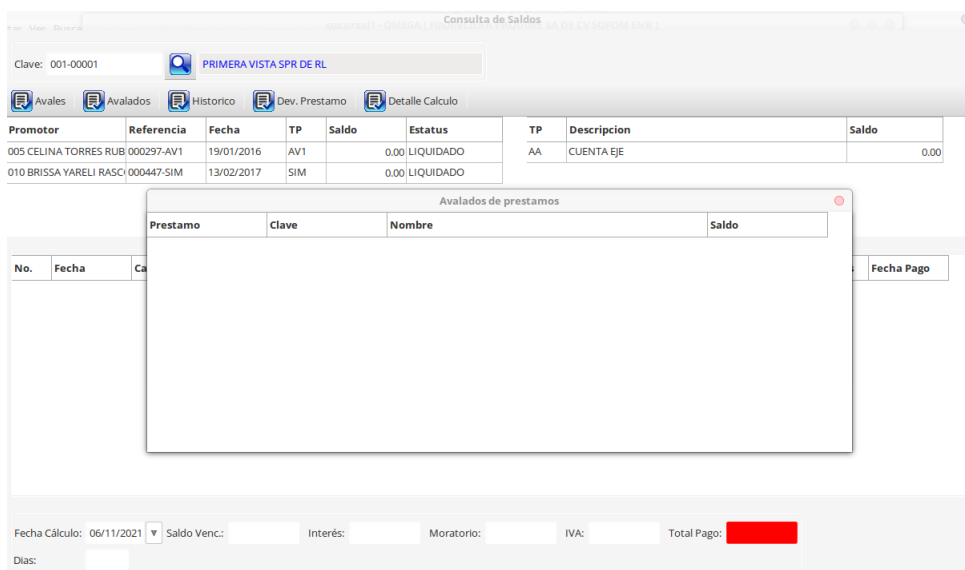 Consulta de Saldos
Clave: 001-00001 PRIMERA VISTA SPR DE RL
Avales Avalados Historico Dev. Prestamo Detalle Calculo
Promotor Referencia Fecha TP Saldo Estatus TP Descripcion Saldo
005 CELINA TORRES RUB 000297-AV1 19/01/2016 AV1 0.00 LIQUIDADO AA CUENTA EJE 0.00
010 BRISSA YARELI RASC 000447-SIM 13/02/2017 SIM 0.00 LIQUIDADO
Avalados de prestamos
Prestamo Clave Nombre Saldo
No. Fecha Ca Fecha Pago
Fecha Cálculo: 06/11/2021 Saldo Venc.: Interés: Moratorio: IVA: Total Pago:
Dias: